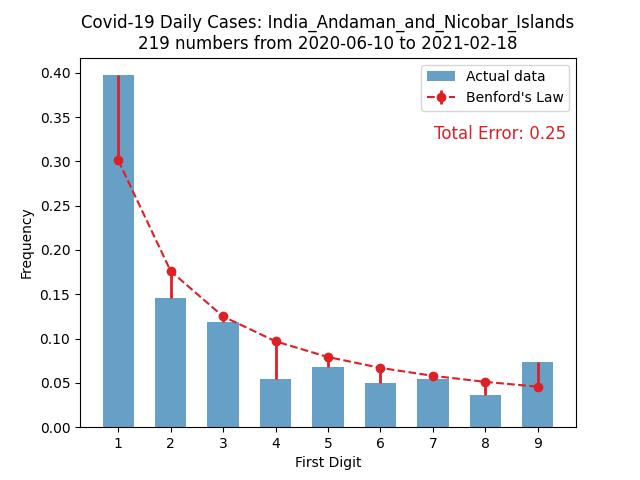 Covid-19 Daily Cases: India_Andaman_and_Nicobar_Islands
219 numbers from 2020-06-10 to 2021-02-18
Actual data
Benford's Law
Total Error: 0.25
Frequency
0.40
0.35
0.30
0.25
0.20
0.15
0.10
0.05
0.00
1 2 3 4 5 6 7 8 9
First Digit